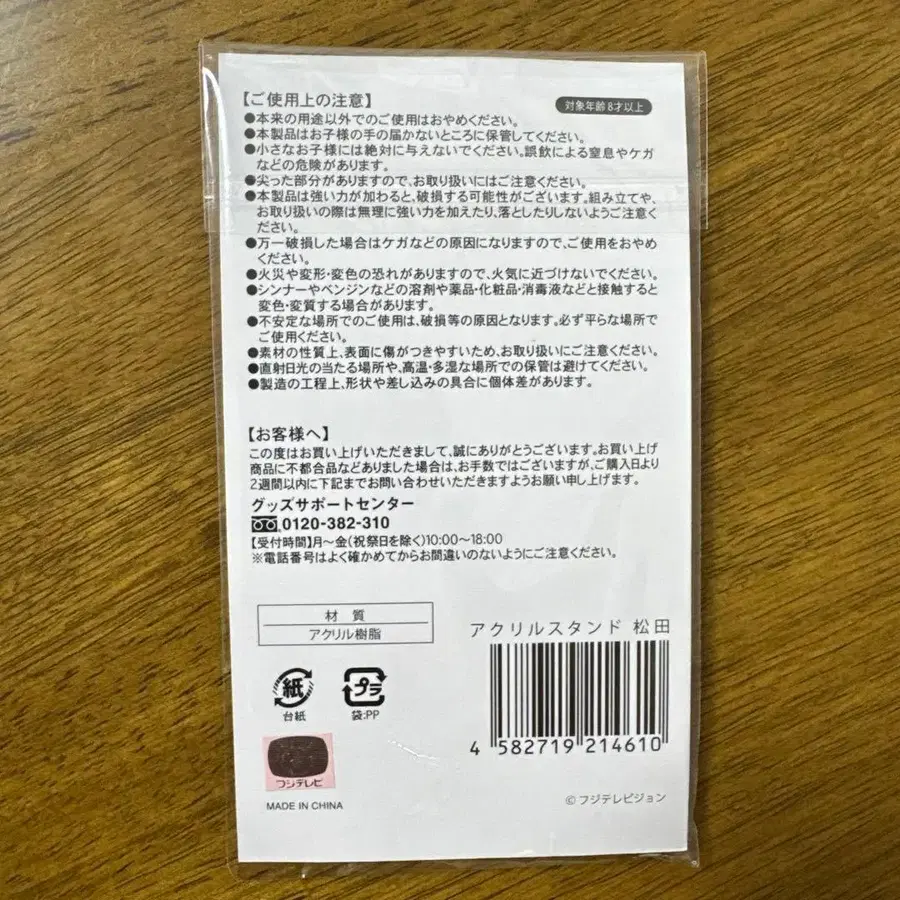 【ご使用上の注意】
対象年齢8才以上
●本来の用途以外でのご使用はおやめください。
●本製品はお子様の手の届かないところに保管してください。
●小さなお子様には絶対に与えないでください。誤飲による窒息やケガ
などの危険があります。
●尖った部分がありますので、お取り扱いにはご注意ください。
●本製品は強い力が加わると、破損する可能性がございます。組み立てや、
お取り扱いの際は無理に強い力を加えたり、落としたりしないようご注意く
ださい。
●万一破損した場合はケガなどの原因になりますので、ご使用をおやめ
ください。
●火災や変形・変色の恐れがありますので、火気に近づけないでください。
●シンナーやベンジンなどの溶剤や薬品・化粧品・消毒液などと接触すると
変色・変質する場合があります。
●不安定な場所でのご使用は、破損等の原因となります。必ず平らな場所で
ご使用ください。
●素材の性質上、表面に傷がつきやすいため、お取り扱いにご注意ください。
●直射日光の当たる場所や、高温・多湿な場所での保管は避けてください。
●製造の工程上、形状や差し込みの具合に個体差があります。
【お客様へ】
この度はお買い上げいただきまして、誠にありがとうございます。お買い上げ
商品に不都合品などありました場合は、お手数ではございますが、ご購入日より
2週間以内に下記までお問い合わせいただきますようお願い申し上げます。
グッズサポートセンター
0120-382-310
【受付時間】月〜金(祝祭日を除く)10:00〜18:00
※電話番号はよく確かめてからお間違いのないようにご注意ください。
材 質
アクリル樹脂
アクリルスタンド 松田
紙
台紙
プラ
袋:PP
4 582719 214610
フジテレビ
MADE IN CHINA
©フジテレビジョン